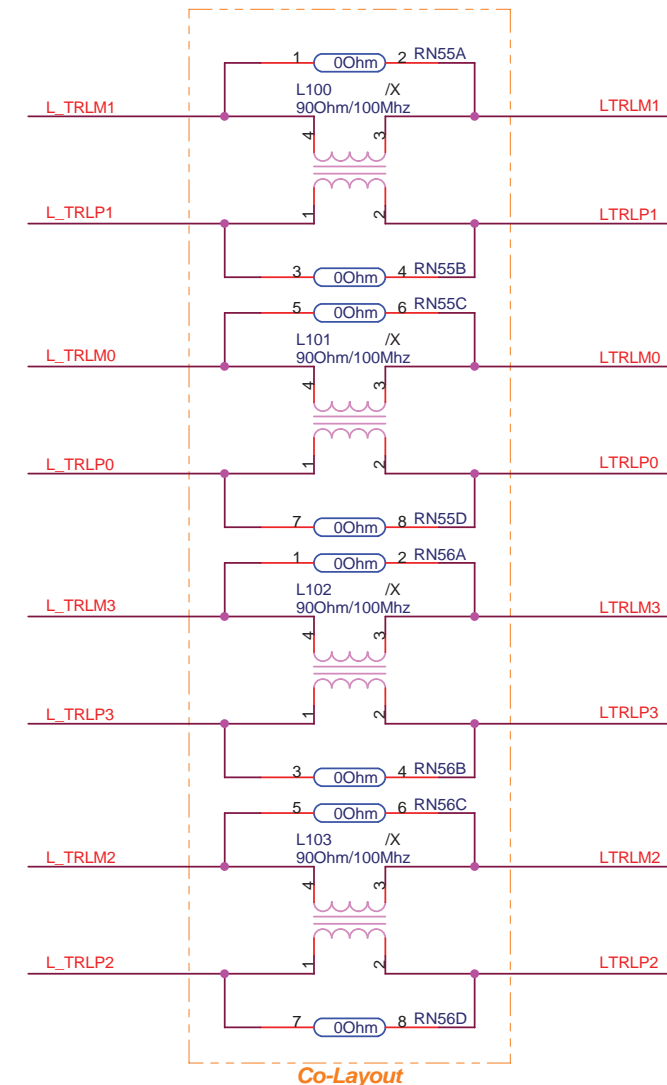 1 0Ohm 2 RN55A
L100 /X
L_TRLM1 90Ohm/100Mhz LTRLM1
4 3
L_TRLP1 1 2 LTRLP1
3 0Ohm 4 RN55B
5 0Ohm 6 RN55C
L101 /X
L_TRLM0 90Ohm/100Mhz LTRLM0
4 3
L_TRLP0 1 2 LTRLP0
7 0Ohm 8 RN55D
1 0Ohm 2 RN56A
L102 /X
L_TRLM3 90Ohm/100Mhz LTRLM3
4 3
L_TRLP3 1 2 LTRLP3
3 0Ohm 4 RN56B
5 0Ohm 6 RN56C
L103 /X
L_TRLM2 90Ohm/100Mhz LTRLM2
4 3
L_TRLP2 1 2 LTRLP2
7 0Ohm 8 RN56D
Co-Layout